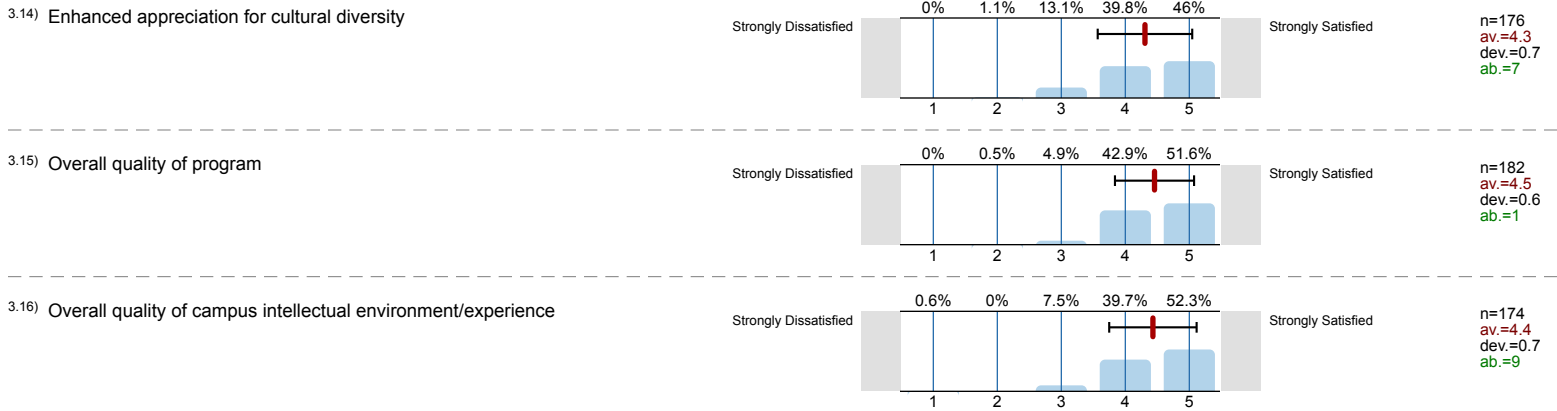 3.14) Enhanced appreciation for cultural diversity
0% 1.1% 13.1% 39.8% 46%
Strongly Dissatisfied Strongly Satisfied
n=176
av.=4.3
dev.=0.7
ab.=7
1 2 3 4 5
3.15) Overall quality of program
0% 0.5% 4.9% 42.9% 51.6%
Strongly Dissatisfied Strongly Satisfied
n=182
av.=4.5
dev.=0.6
ab.=1
1 2 3 4 5
3.16) Overall quality of campus intellectual environment/experience
0.6% 0% 7.5% 39.7% 52.3%
Strongly Dissatisfied Strongly Satisfied
n=174
av.=4.4
dev.=0.7
ab.=9
1 2 3 4 5